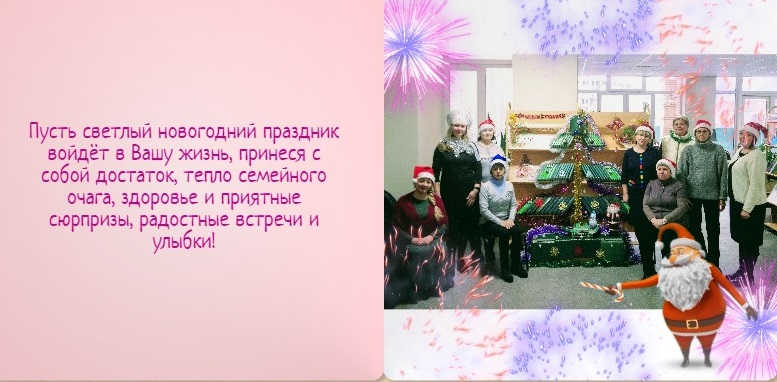 Пусть светлый новогодний праздник
войдёт в Вашу жизнь, принеся с
собой достаток, тепло семейного
очага, здоровье и приятные
сюрпризы, радостные встречи и
улыбки!